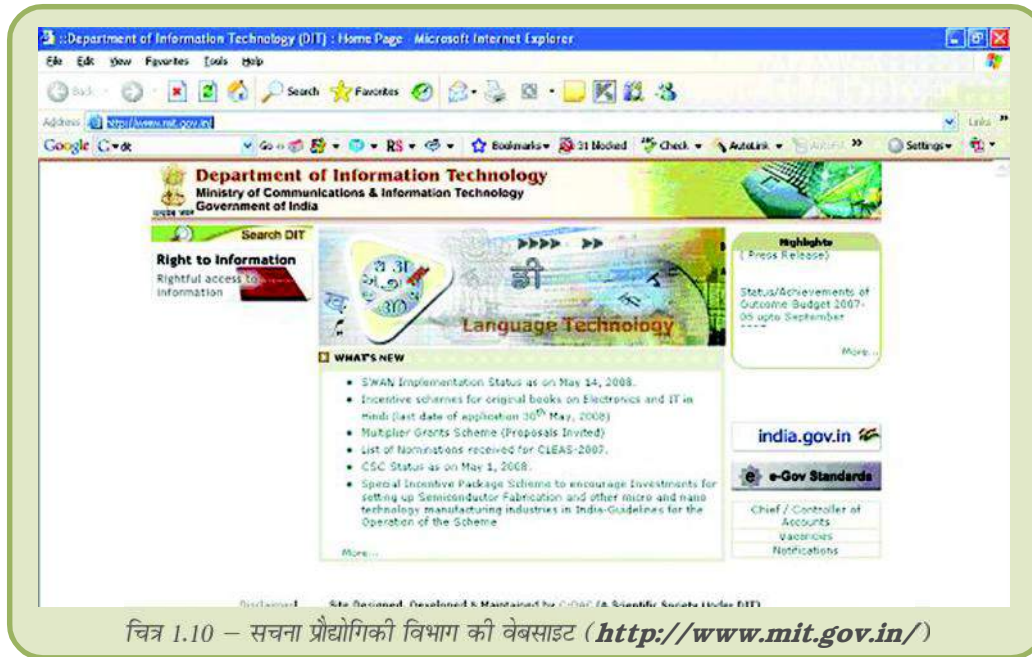 ::Department of Information Technology (DIT) : Home Page - Microsoft Internet Explorer
File Edit View Favorites Tools Help
Back Search Favorites
Address http://www.mit.gov.in/ Links »
Google Go Bookmarks 31 blocked Check AutoLink » Settings
Department of Information Technology
Ministry of Communications & Information Technology
Government of India
सत्यमेव जयते
Search DIT
Right to Information
Rightful access to
information
Language Technology
WHAT'S NEW
• SWAN Implementation Status as on May 14, 2008.
• Incentive schemes for original books on Electronics and IT in
Hindi (last date of application 30th May, 2008)
• Multiplier Grants Scheme (Proposals Invited)
• List of Nominations received for CLEAS-2007.
• CSC Status as on May 1, 2008.
• Special Incentive Package Scheme to encourage Investments for
setting up Semiconductor Fabrication and other micro and nano
technology manufacturing industries in India-Guidelines for the
Operation of the Scheme
More...
Highlights
( Press Release)
Status/Achievements of
Outcome Budget 2007-
08 upto September
More...
india.gov.in
e-Gov Standards
Chief / Controller of
Accounts
Vacancies
Notifications
Disclaimer Site Designed, Developed & Maintained by C-DAC (A Scientific Society Under DIT)
चित्र 1.10 – सचना प्रौद्योगिकी विभाग की वेबसाइट (http://www.mit.gov.in/)